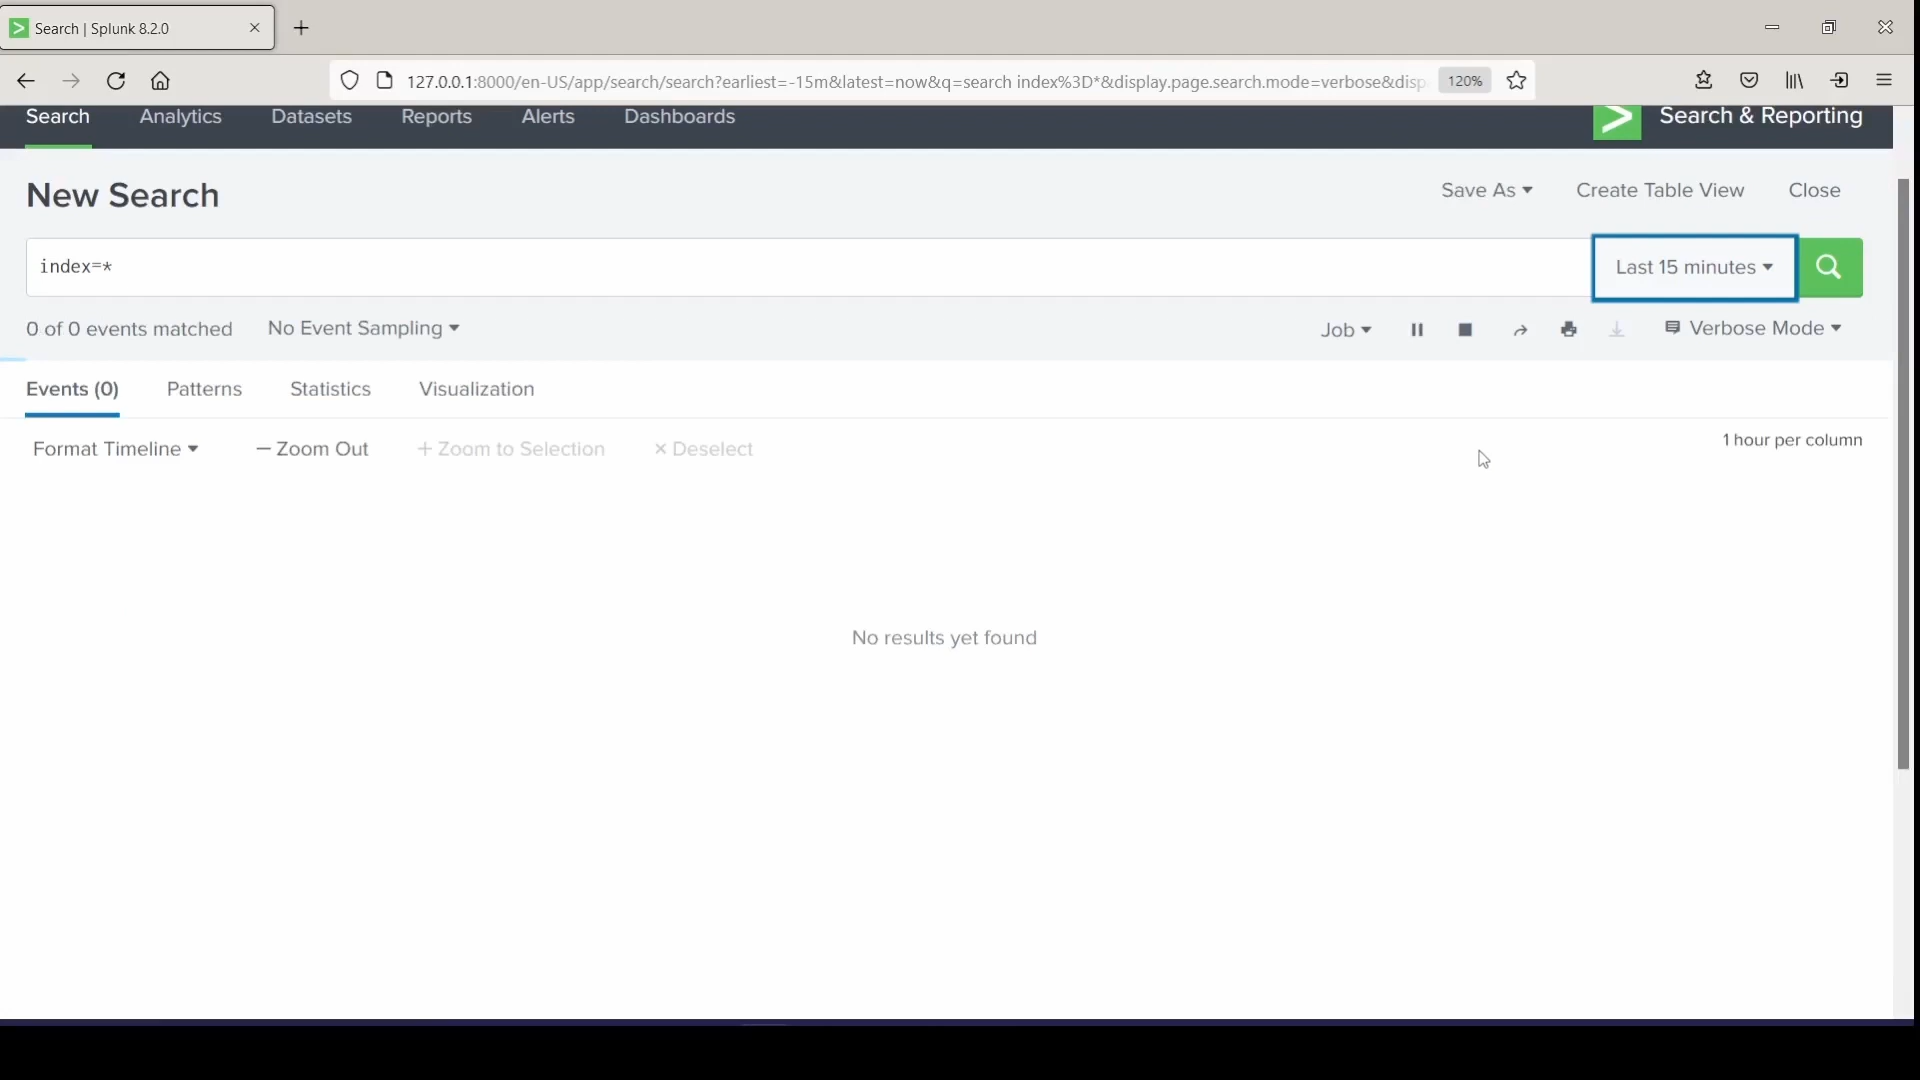 Search | Splunk 8.2.0
127.0.0.1:8000/en-US/app/search/search?earliest=-15m&latest=now&q=search index%3D*&display.page.search.mode=verbose&disp
120%
Search Analytics Datasets Reports Alerts Dashboards
Search & Reporting
New Search
Save As Create Table View Close
index=*
Last 15 minutes
0 of 0 events matched No Event Sampling
Job
Verbose Mode
Events (0) Patterns Statistics Visualization
Format Timeline — Zoom Out + Zoom to Selection × Deselect
1 hour per column
No results yet found